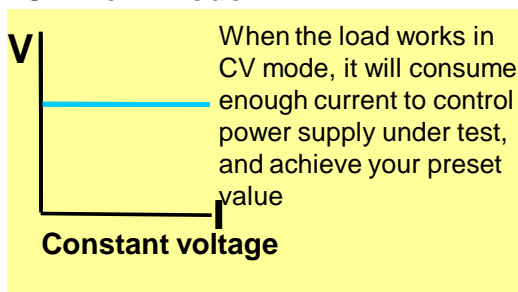 V
When the load works in
CV mode, it will consume
enough current to control
power supply under test,
and achieve your preset
value
I
Constant voltage